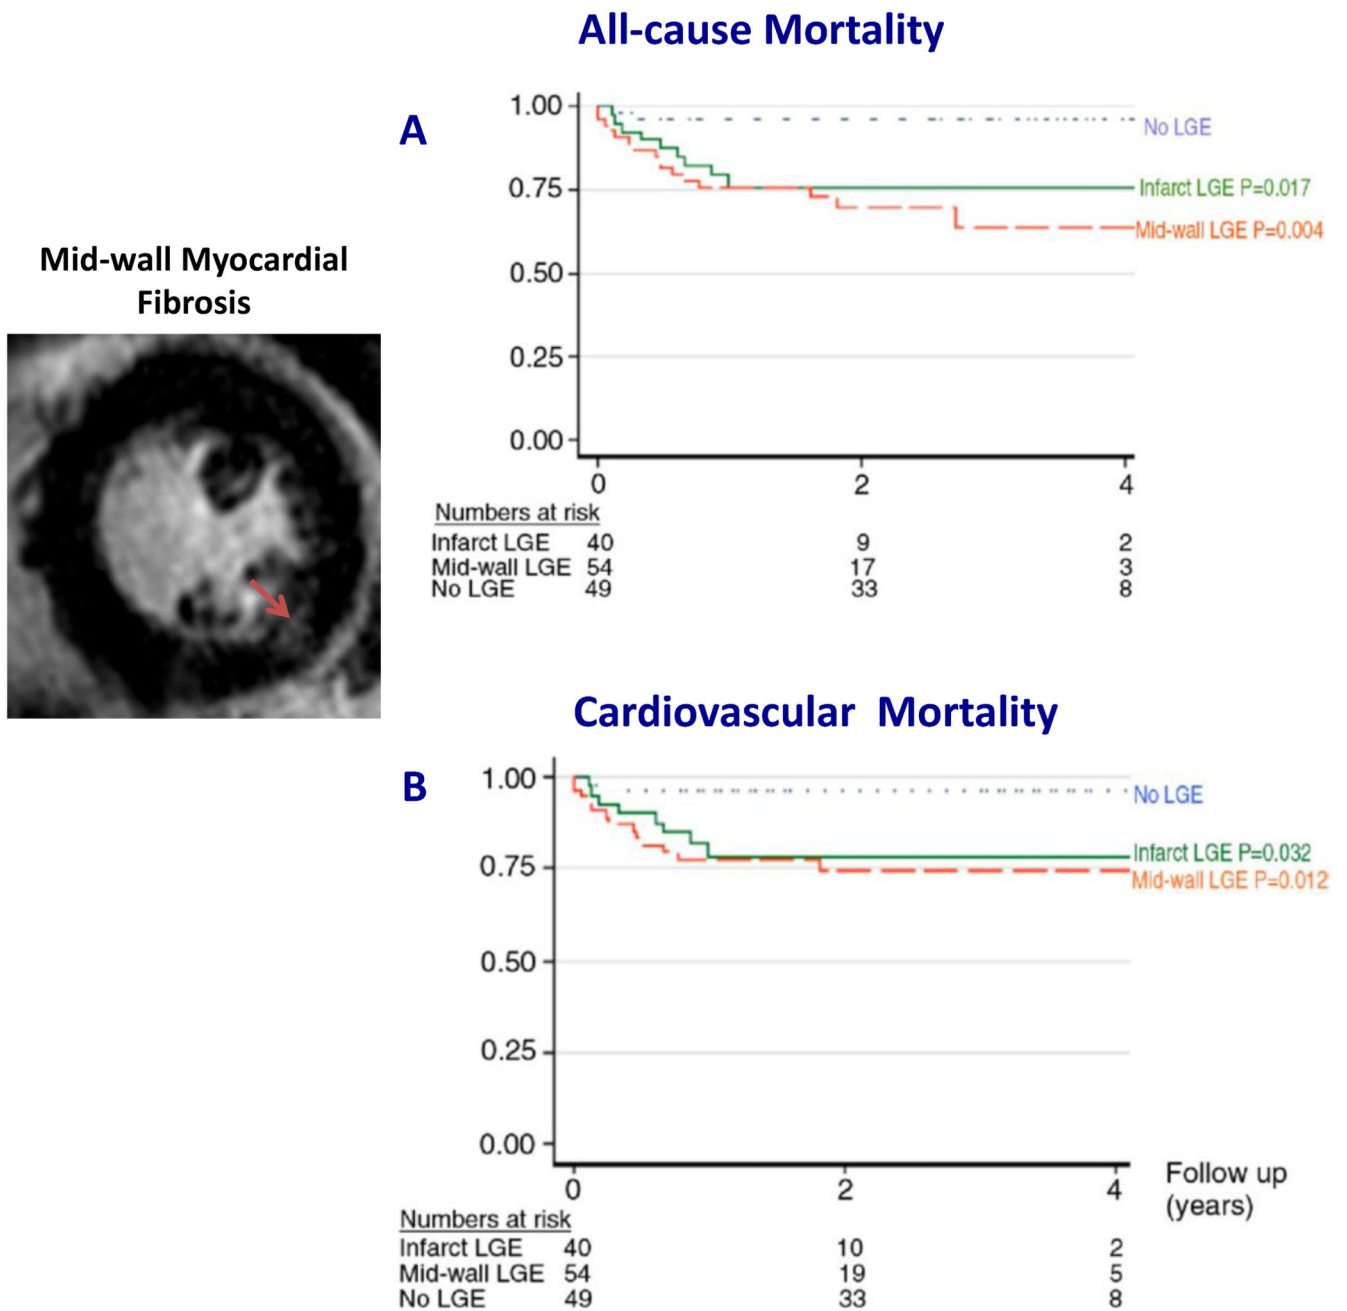 All-cause Mortality
A
1.00
0.75
0.50
0.25
0.00
No LGE
Infarct LGE P=0.017
Mid-wall LGE P=0.004
0 2 4
Numbers at risk
Infarct LGE 40 9 2
Mid-wall LGE 54 17 3
No LGE 49 33 8
Mid-wall Myocardial
Fibrosis
Cardiovascular Mortality
B
1.00
0.75
0.50
0.25
0.00
No LGE
Infarct LGE P=0.032
Mid-wall LGE P=0.012
0 2 4
Follow up
(years)
Numbers at risk
Infarct LGE 40 10 2
Mid-wall LGE 54 19 5
No LGE 49 33 8